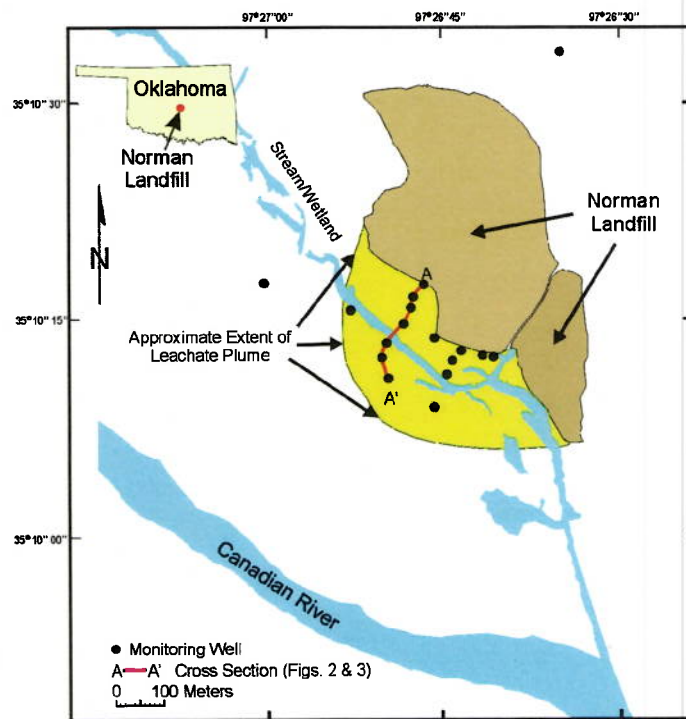 97°27'00" 97°26'45" 97°26'30"
35°10'30"
35°10'15"
35°10'00"
Oklahoma
Norman
Landfill
N
Stream/Wetland
Norman
Landfill
A
Approximate Extent of
Leachate Plume
A'
Canadian River
Monitoring Well
A A' Cross Section (Figs. 2 & 3)
0 100 Meters